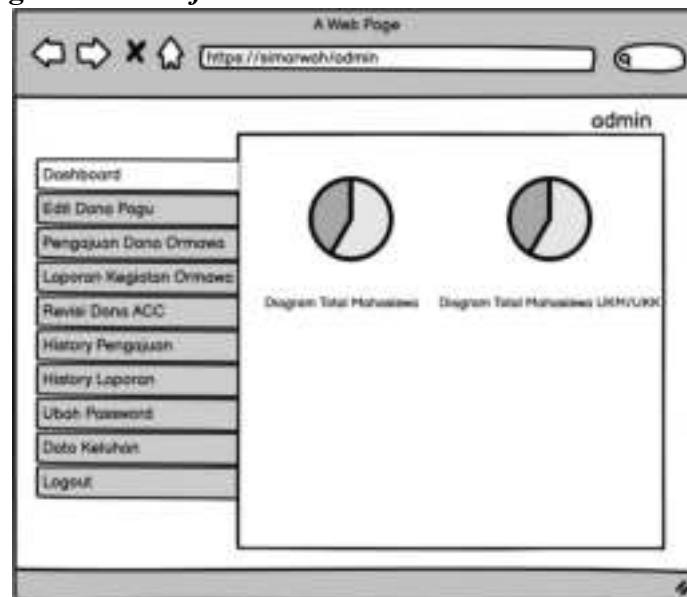 A Web Page
https://simarwah/admin
admin
Dashboard
Edit Dana Pagu
Pengajuan Dana Ormawa
Laporan Kegiatan Ormawa
Revisi Dana ACC
History Pengajuan
History Laporan
Ubah Password
Data Keluhan
Logout
Diagram Total Mahasiswa
Diagram Total Mahasiswa UKM/UKK